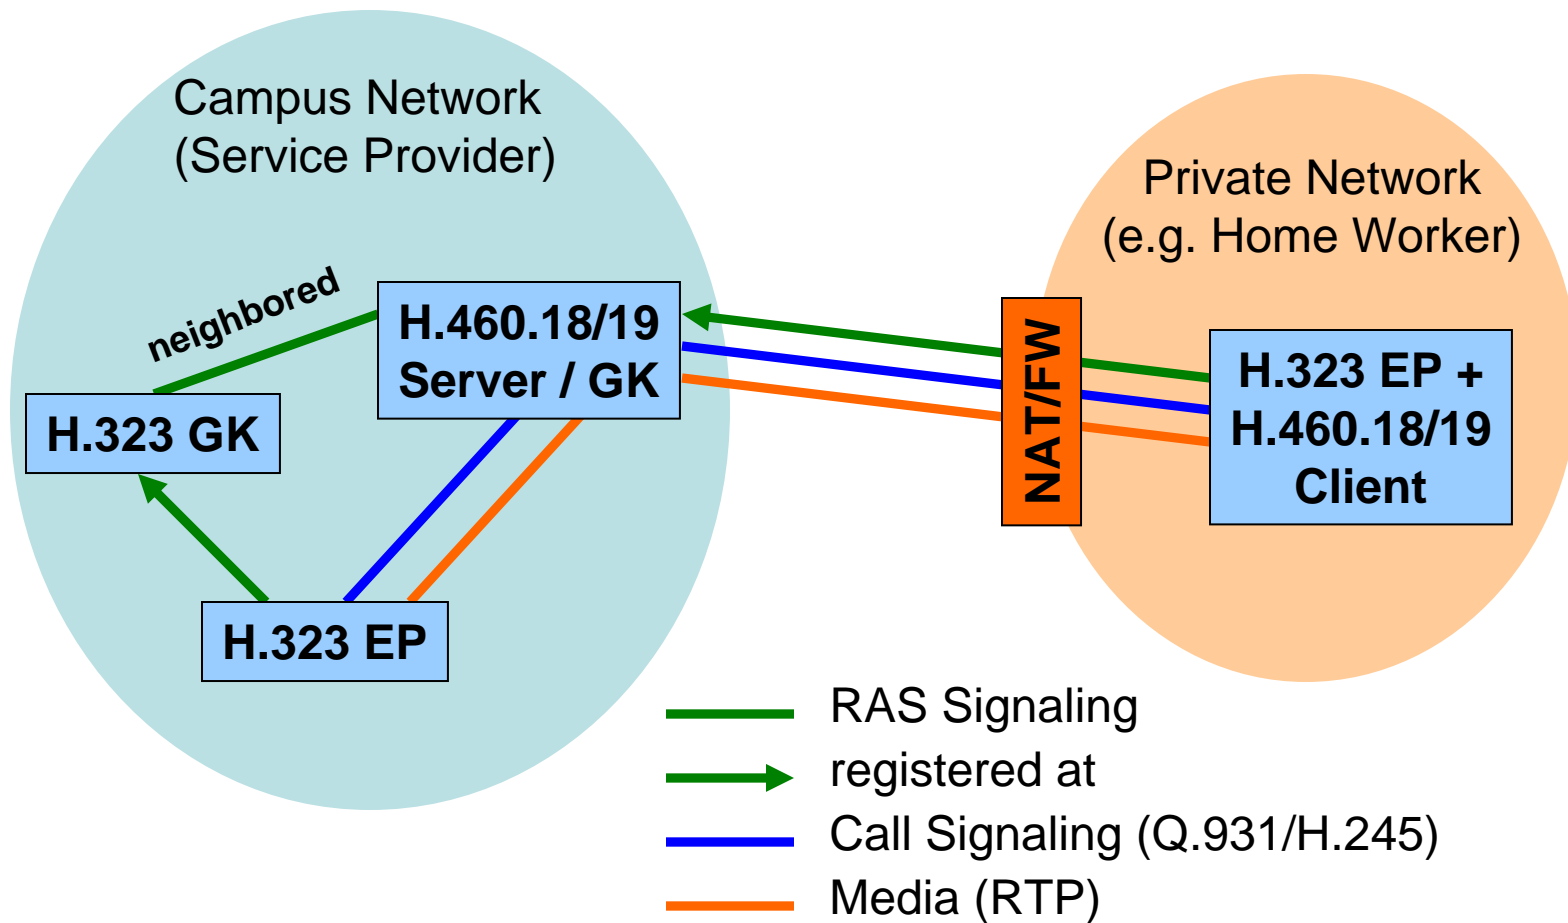 Campus Network
(Service Provider)
Private Network
(e.g. Home Worker)
neighbored
H.460.18/19
Server / GK
H.323 GK
NAT/FW
H.323 EP +
H.460.18/19
Client
H.323 EP
RAS Signaling
registered at
Call Signaling (Q.931/H.245)
Media (RTP)